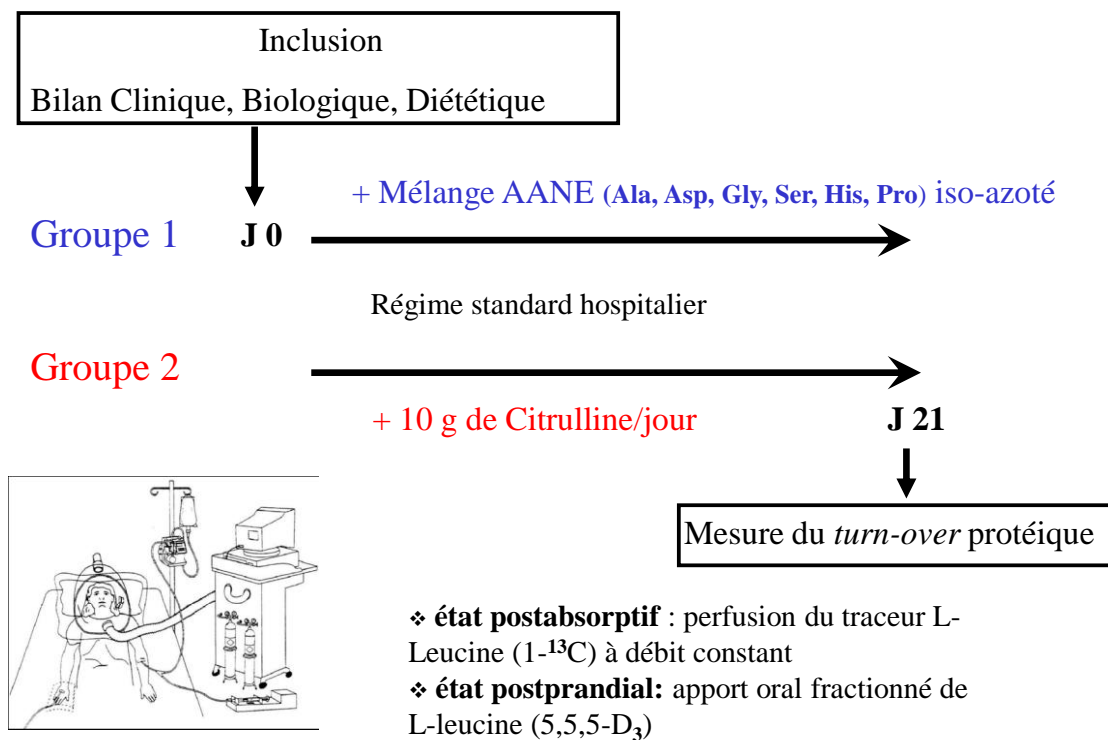 Inclusion
Bilan Clinique, Biologique, Diététique
+ Mélange AANE (Ala, Asp, Gly, Ser, His, Pro) iso-azoté
Groupe 1 J 0
Régime standard hospitalier
Groupe 2
+ 10 g de Citrulline/jour J 21
Mesure du turn-over protéique
❖ état postabsorptif : perfusion du traceur L-
Leucine (1-¹³C) à débit constant
❖ état postprandial: apport oral fractionné de
L-leucine (5,5,5-D₃)